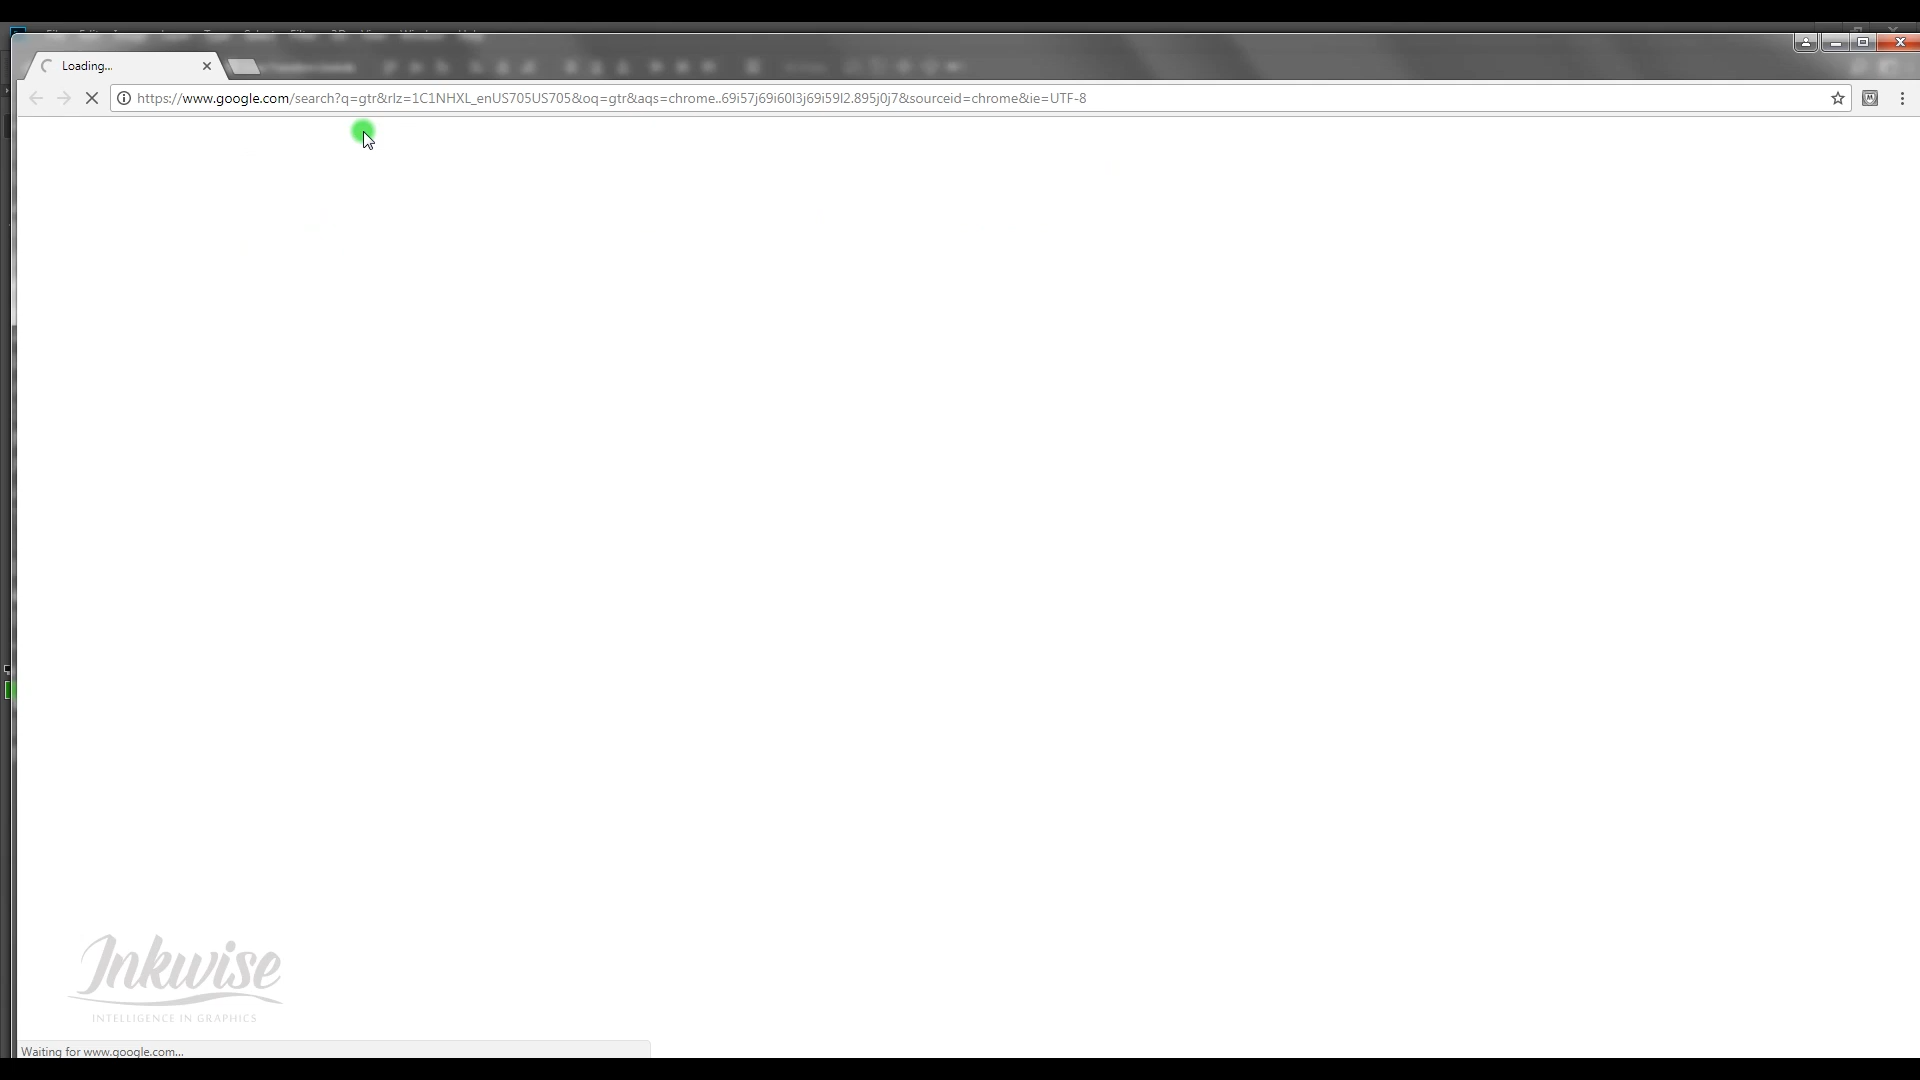 Loading...
https://www.google.com/search?q=gtr&rlz=1C1NHXL_enUS705US705&oq=gtr&aqs=chrome..69i57j69i60l3j69i59l2.895j0j7&sourceid=chrome&ie=UTF-8
Inkwise
INTELLIGENCE IN GRAPHICS
Waiting for www.google.com...